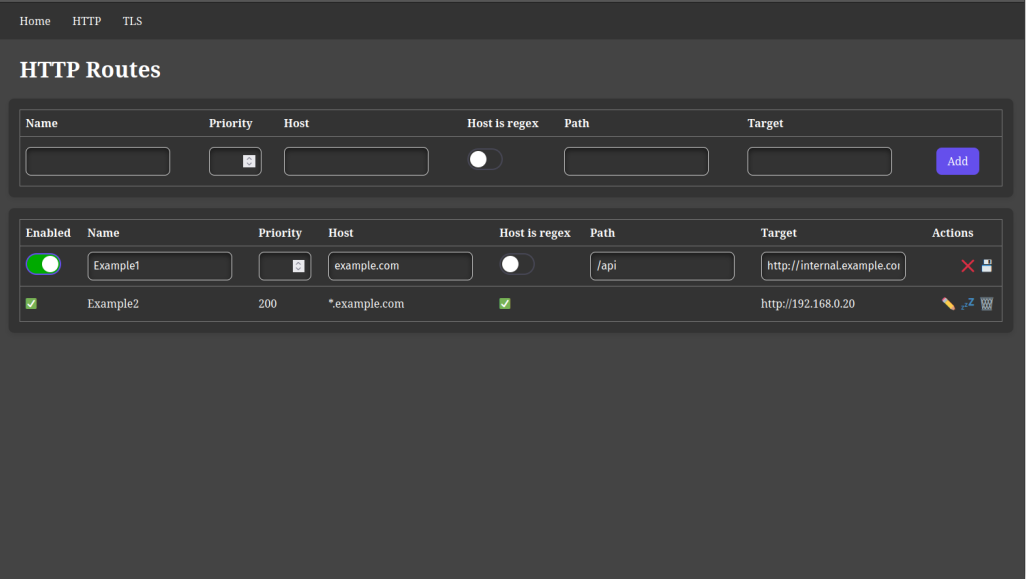 Home HTTP TLS
HTTP Routes
Name Priority Host Host is regex Path Target
Add
Enabled Name Priority Host Host is regex Path Target Actions
Example1 example.com /api http://internal.example.co
Example2 200 *.example.com http://192.168.0.20